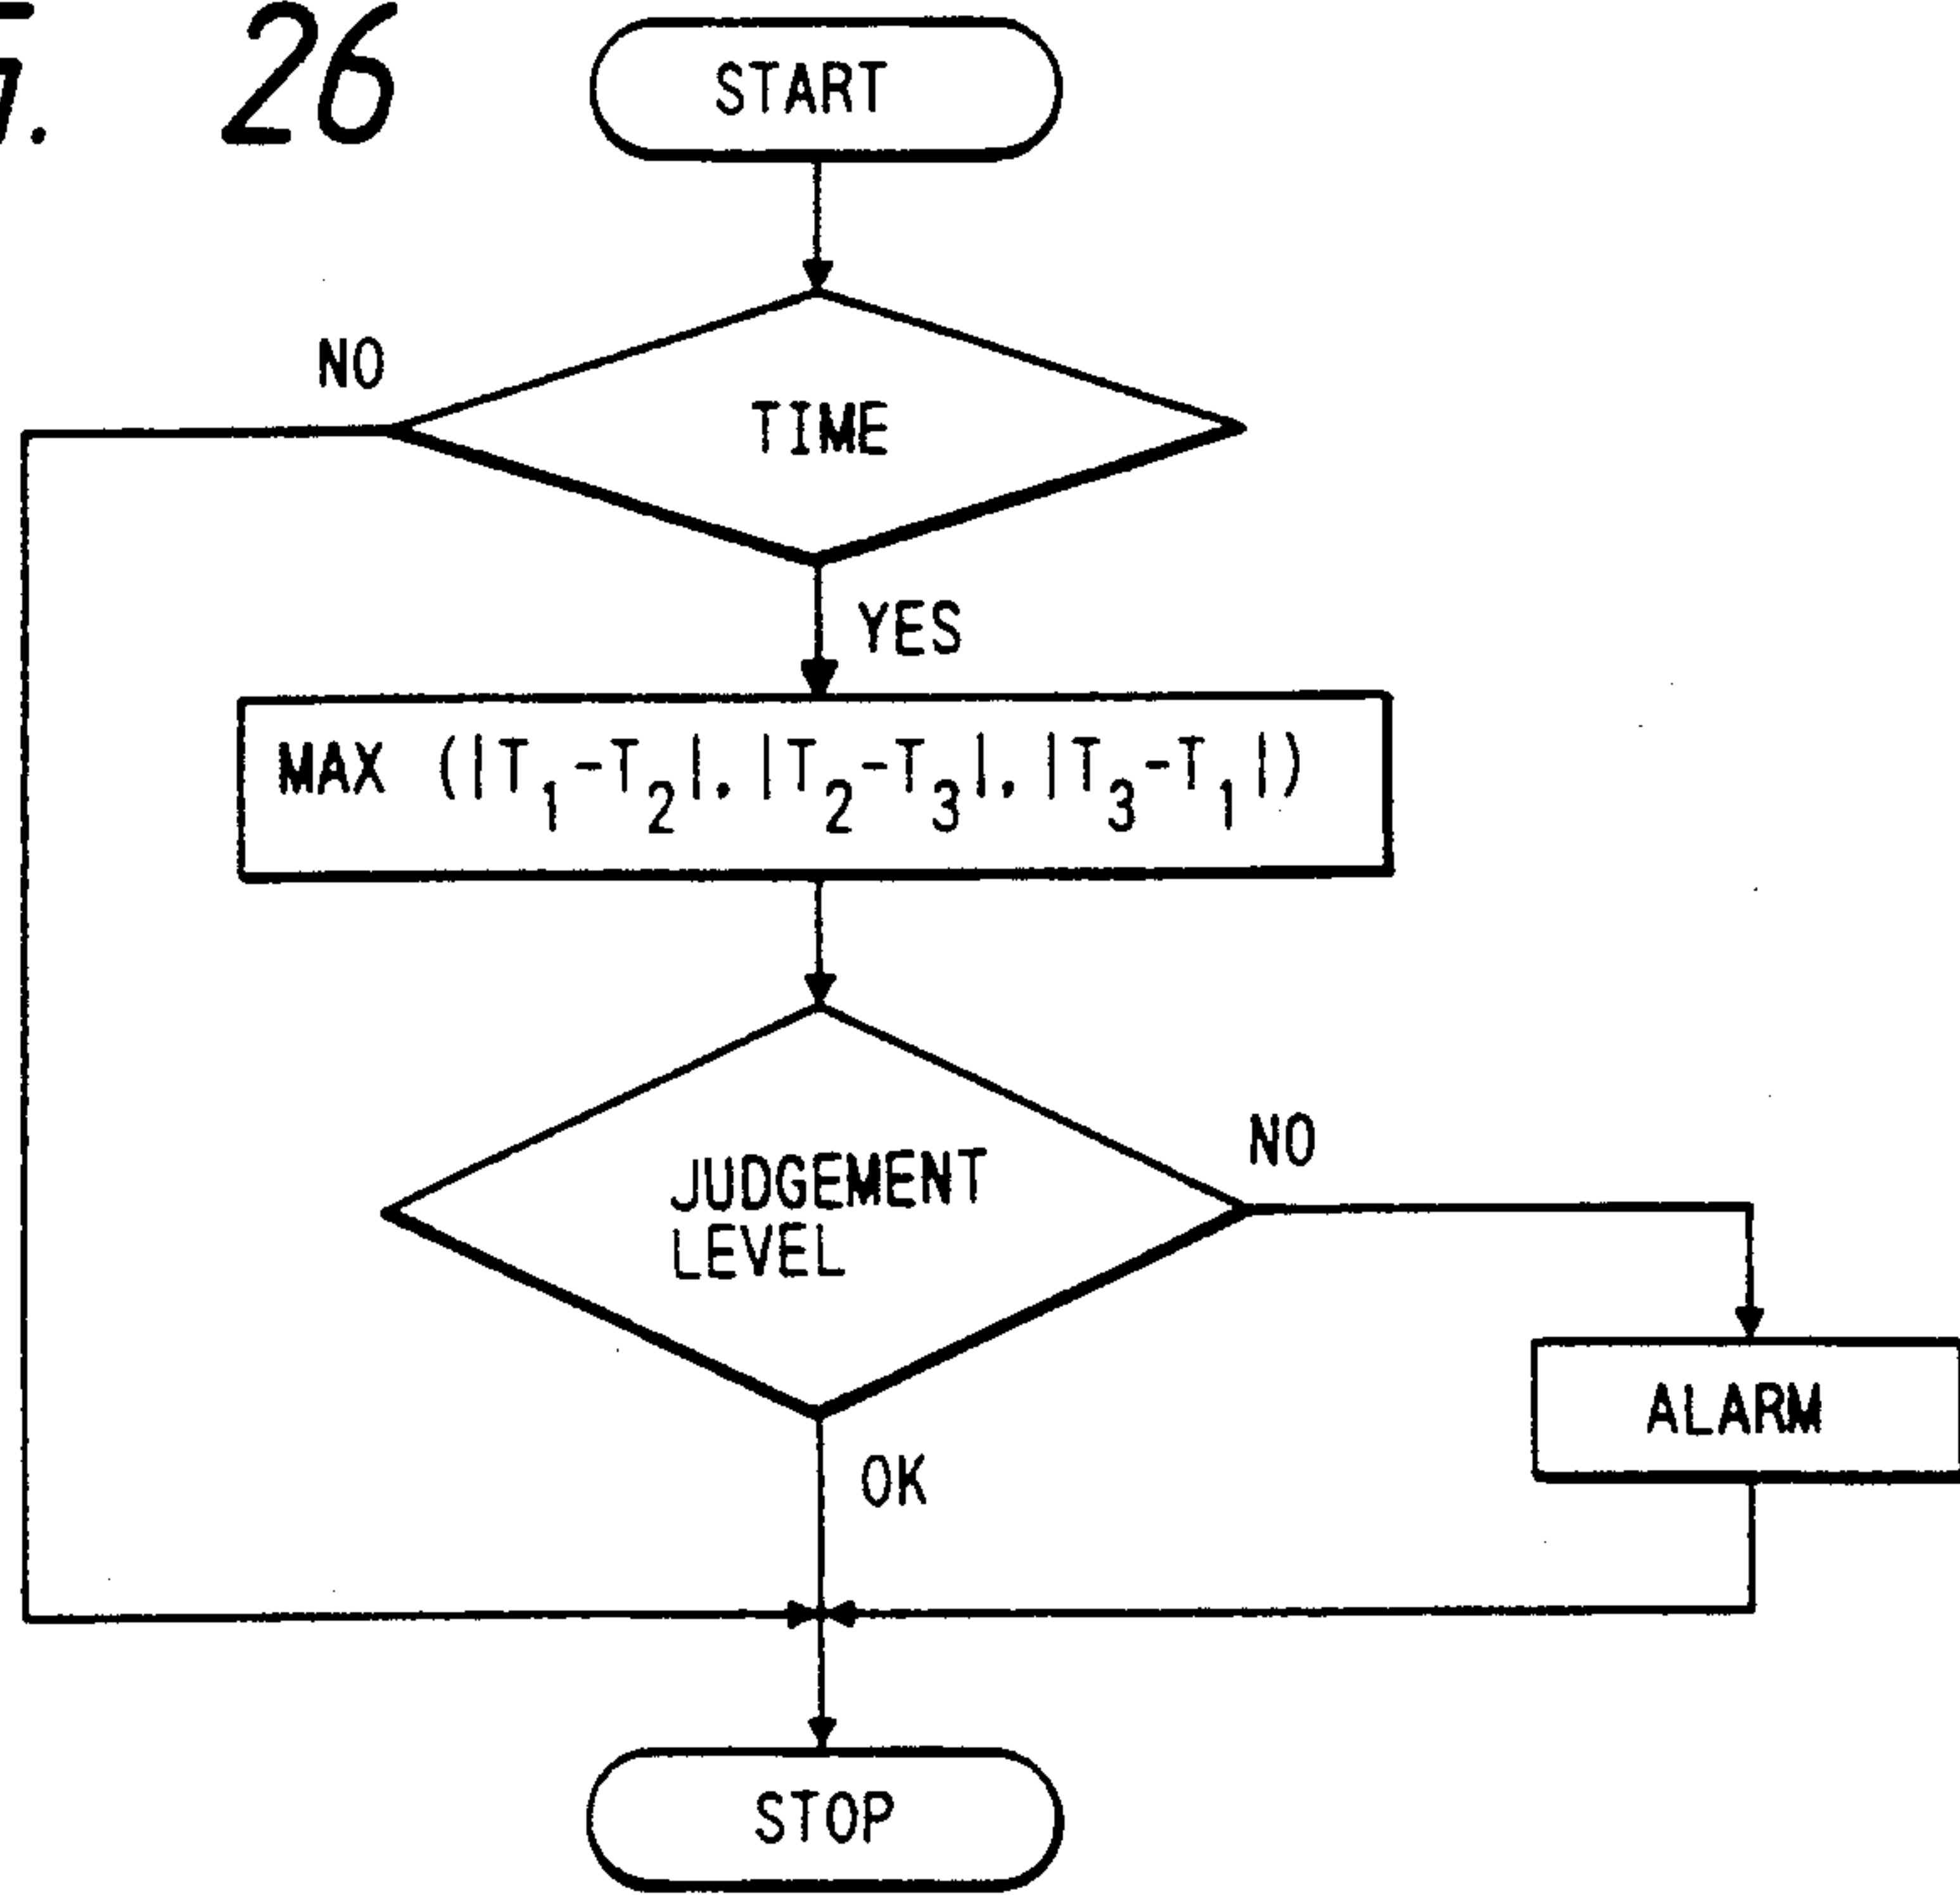 26
START
NO
TIME
YES
MAX (|T₁-T₂|, |T₂-T₃|, |T₃-T₁|)
JUDGEMENT
LEVEL
NO
ALARM
OK
STOP